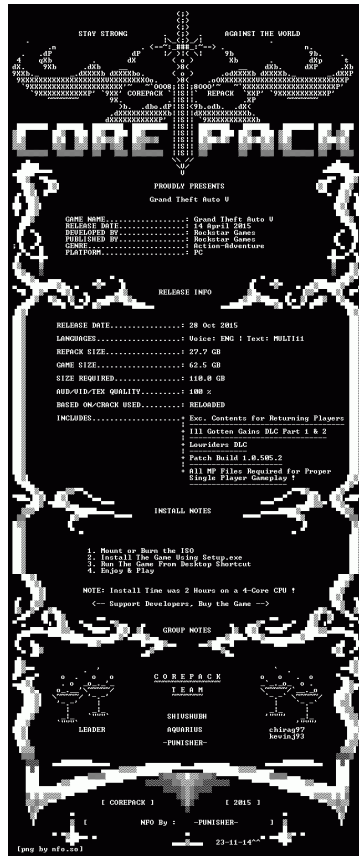 STAY STRONG AGAINST THE WORLD
COREPACK REPACK
CORE PACK
PROUDLY PRESENTS
Grand Theft Auto V
GAME NAME..................: Grand Theft Auto V
RELEASE DATE...............: 14 April 2015
DEVELOPED BY...............: Rockstar Games
PUBLISHED BY...............: Rockstar Games
GENRE......................: Action-Adventure
PLATFORM...................: PC
RELEASE INFO
RELEASE DATE...............: 28 Oct 2015
LANGUAGES..................: Voice: ENG | Text: MULTI11
REPACK SIZE................: 27.7 GB
GAME SIZE..................: 62.5 GB
SIZE REQUIRED..............: 110.0 GB
AUD/VID/TEX QUALITY........: 100 %
BASED ON/CRACK USED........: RELOADED
INCLUDES...................+ Exc. Contents for Returning Players
+ Ill Gotten Gains DLC Part 1 & 2
+ Lowriders DLC
+ Patch Build 1.0.505.2
+ All MP Files Required for Proper
Single Player Gameplay !
INSTALL NOTES
1. Mount or Burn the ISO
2. Install The Game Using Setup.exe
3. Run The Game From Desktop Shortcut
4. Enjoy & Play
NOTE: Install Time was 2 Hours on a 4-Core CPU !
<-- Support Developers, Buy the Game -->
GROUP NOTES
C O R E P A C K
T E A M
SHIVSHUBH
LEADER AQUARIUS chirag97
kevinj93
~PUNISHER~
[ COREPACK ] [ 2015 ]
[ NFO By : ~PUNISHER~ ]
23-11-14^^
[png by nfo.so]